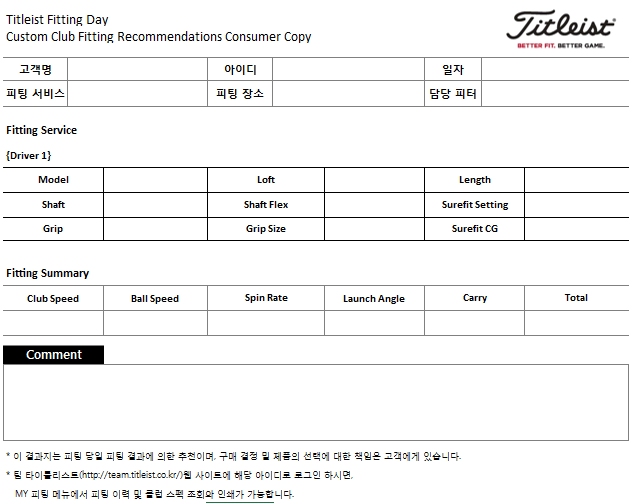 Titleist Fitting Day
Custom Club Fitting Recommendations Consumer Copy
Titleist
BETTER FIT. BETTER GAME.
고객명 아이디 일자
피팅 서비스 피팅 장소 담당 피터
Fitting Service
{Driver 1}
Model Loft Length
Shaft Shaft Flex Surefit Setting
Grip Grip Size Surefit CG
Fitting Summary
Club Speed Ball Speed Spin Rate Launch Angle Carry Total
Comment
* 이 결과지는 피팅 당일 피팅 결과에 의한 추천이며, 구매 결정 및 제품의 선택에 대한 책임은 고객에게 있습니다.
* 팀 타이틀리스트(http://team.titleist.co.kr/)웹 사이트에 해당 아이디로 로그인 하시면,
MY 피팅 메뉴에서 피팅 이력 및 클럽 스펙 조회와 인쇄가 가능합니다.